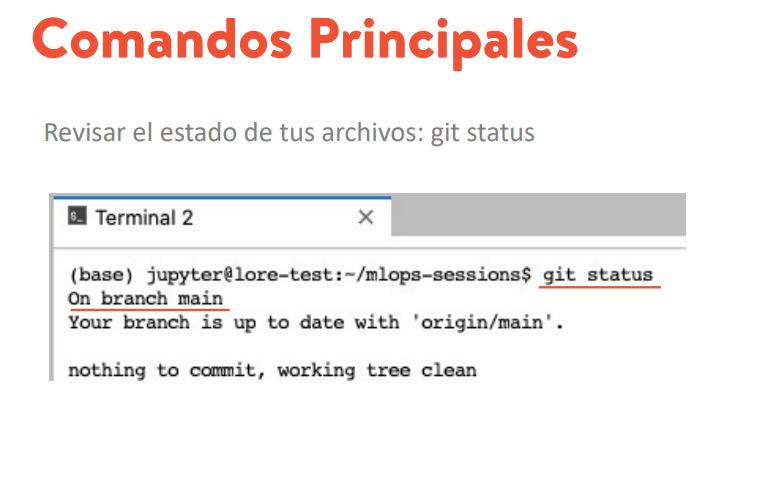 Comandos Principales
Revisar el estado de tus archivos: git status
$_ Terminal 2 ×
(base) jupyter@lore-test:~/mlops-sessions$ git status
On branch main
Your branch is up to date with 'origin/main'.
nothing to commit, working tree clean